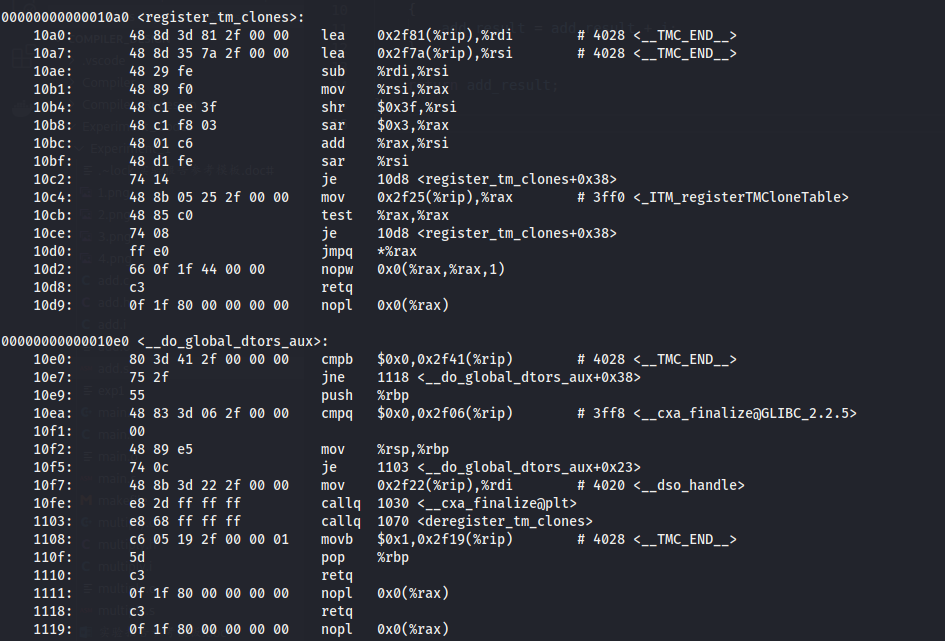 00000000000010a0 <register_tm_clones>:
10a0: 48 8d 3d 81 2f 00 00 lea 0x2f81(%rip),%rdi # 4028 <__TMC_END__>
10a7: 48 8d 35 7a 2f 00 00 lea 0x2f7a(%rip),%rsi # 4028 <__TMC_END__>
10ae: 48 29 fe sub %rdi,%rsi
10b1: 48 89 f0 mov %rsi,%rax
10b4: 48 c1 ee 3f shr $0x3f,%rsi
10b8: 48 c1 f8 03 sar $0x3,%rax
10bc: 48 01 c6 add %rax,%rsi
10bf: 48 d1 fe sar %rsi
10c2: 74 14 je 10d8 <register_tm_clones+0x38>
10c4: 48 8b 05 25 2f 00 00 mov 0x2f25(%rip),%rax # 3ff0 <_ITM_registerTMCloneTable>
10cb: 48 85 c0 test %rax,%rax
10ce: 74 08 je 10d8 <register_tm_clones+0x38>
10d0: ff e0 jmpq *%rax
10d2: 66 0f 1f 44 00 00 nopw 0x0(%rax,%rax,1)
10d8: c3 retq
10d9: 0f 1f 80 00 00 00 00 nopl 0x0(%rax)
00000000000010e0 <__do_global_dtors_aux>:
10e0: 80 3d 41 2f 00 00 00 cmpb $0x0,0x2f41(%rip) # 4028 <__TMC_END__>
10e7: 75 2f jne 1118 <__do_global_dtors_aux+0x38>
10e9: 55 push %rbp
10ea: 48 83 3d 06 2f 00 00 cmpq $0x0,0x2f06(%rip) # 3ff8 <__cxa_finalize@GLIBC_2.2.5>
10f1: 00
10f2: 48 89 e5 mov %rsp,%rbp
10f5: 74 0c je 1103 <__do_global_dtors_aux+0x23>
10f7: 48 8b 3d 22 2f 00 00 mov 0x2f22(%rip),%rdi # 4020 <__dso_handle>
10fe: e8 2d ff ff ff callq 1030 <__cxa_finalize@plt>
1103: e8 68 ff ff ff callq 1070 <deregister_tm_clones>
1108: c6 05 19 2f 00 00 01 movb $0x1,0x2f19(%rip) # 4028 <__TMC_END__>
110f: 5d pop %rbp
1110: c3 retq
1111: 0f 1f 80 00 00 00 00 nopl 0x0(%rax)
1118: c3 retq
1119: 0f 1f 80 00 00 00 00 nopl 0x0(%rax)